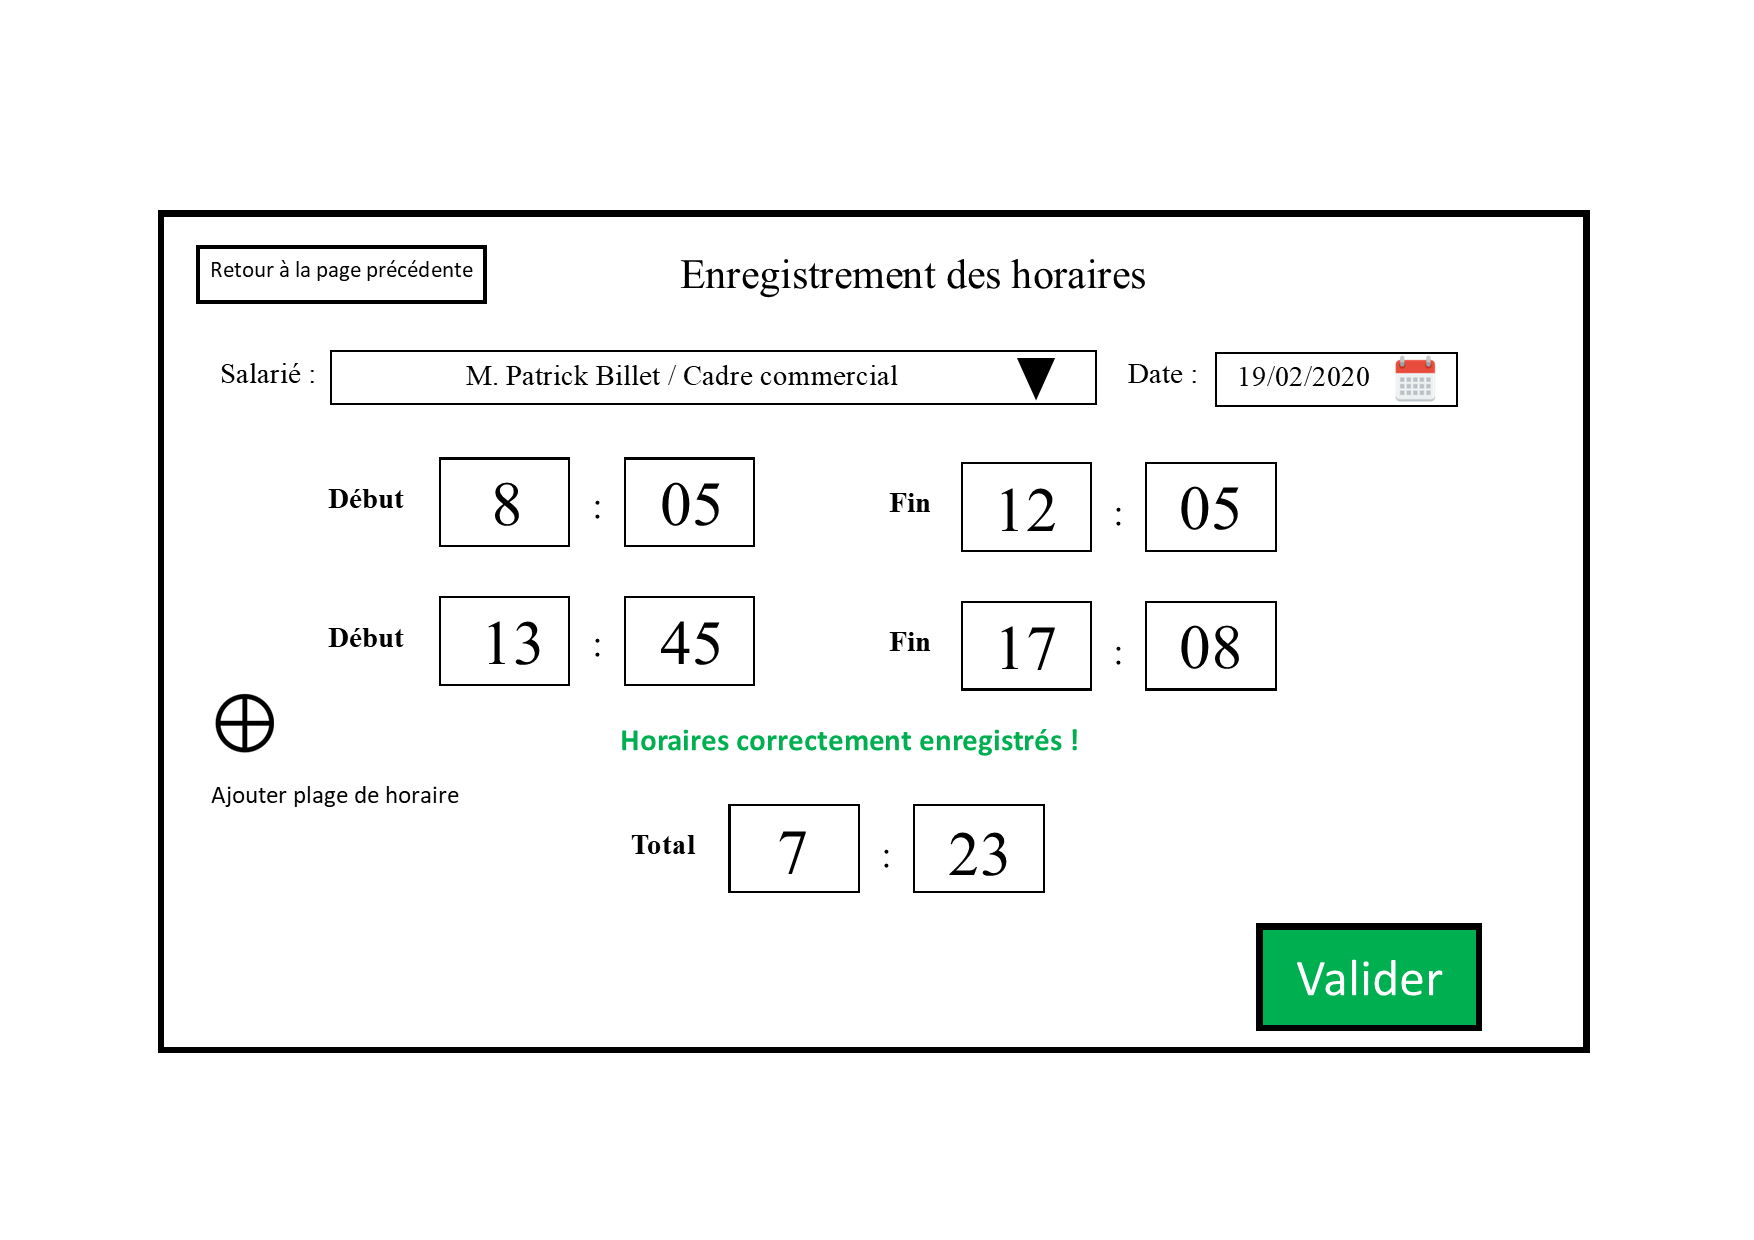 Retour à la page précédente
Enregistrement des horaires
Salarié : M. Patrick Billet / Cadre commercial Date : 19/02/2020
Début 8 : 05 Fin 12 : 05
Début 13 : 45 Fin 17 : 08
Horaires correctement enregistrés !
Ajouter plage de horaire
Total 7 : 23
Valider